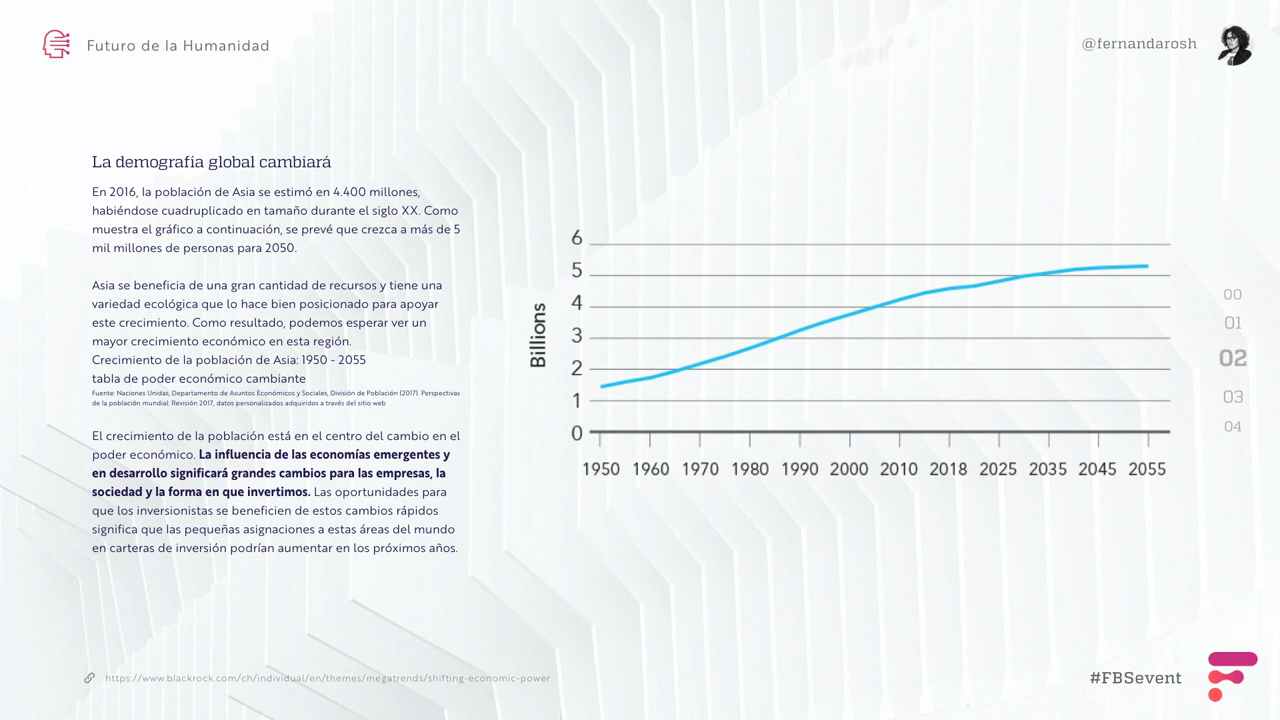 Futuro de la Humanidad
@fernandarosh
La demografía global cambiará
En 2016, la población de Asia se estimó en 4.400 millones,
habiéndose cuadruplicado en tamaño durante el siglo XX. Como
muestra el gráfico a continuación, se prevé que crezca a más de 5
mil millones de personas para 2050.
Asia se beneficia de una gran cantidad de recursos y tiene una
variedad ecológica que lo hace bien posicionado para apoyar
este crecimiento. Como resultado, podemos esperar ver un
mayor crecimiento económico en esta región.
Crecimiento de la población de Asia: 1950 - 2055
tabla de poder económico cambiante
Fuente: Naciones Unidas, Departamento de Asuntos Económicos y Sociales, División de Población (2017). Perspectivas
de la población mundial: Revisión 2017, datos personalizados adquiridos a través del sitio web.
El crecimiento de la población está en el centro del cambio en el
poder económico. La influencia de las economías emergentes y
en desarrollo significará grandes cambios para las empresas, la
sociedad y la forma en que invertimos. Las oportunidades para
que los inversionistas se beneficien de estos cambios rápidos
significa que las pequeñas asignaciones a estas áreas del mundo
en carteras de inversión podrían aumentar en los próximos años.
Billions
6
5
4
3
2
1
0
1950 1960 1970 1980 1990 2000 2010 2018 2025 2035 2045 2055
00
01
02
03
04
https://www.blackrock.com/ch/individual/en/themes/megatrends/shifting-economic-power
#FBSevent